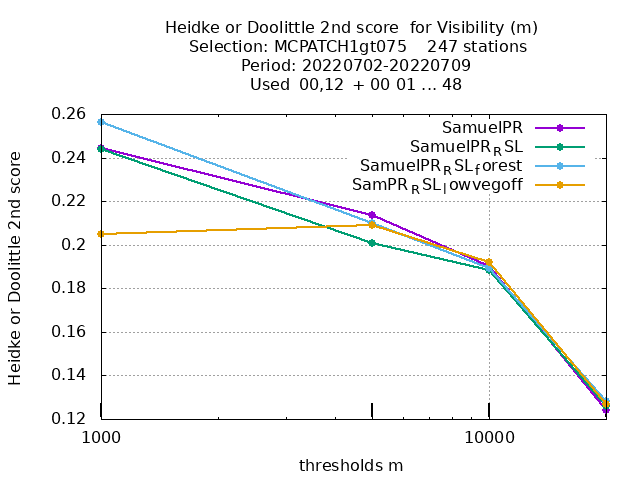 Heidke or Doolittle 2nd score  for Visibility (m)
Selection: MCPATCH1gt075    247 stations
Period: 20220702-20220709
Used  00,12  + 00 01 ... 48
SamuelPR
SamuelPR_RSL
SamuelPR_RSL_forest
SamPR_RSL_lowvegoff
Heidke or Doolittle 2nd score
0.26
0.24
0.22
0.2
0.18
0.16
0.14
0.12
1000
10000
thresholds m